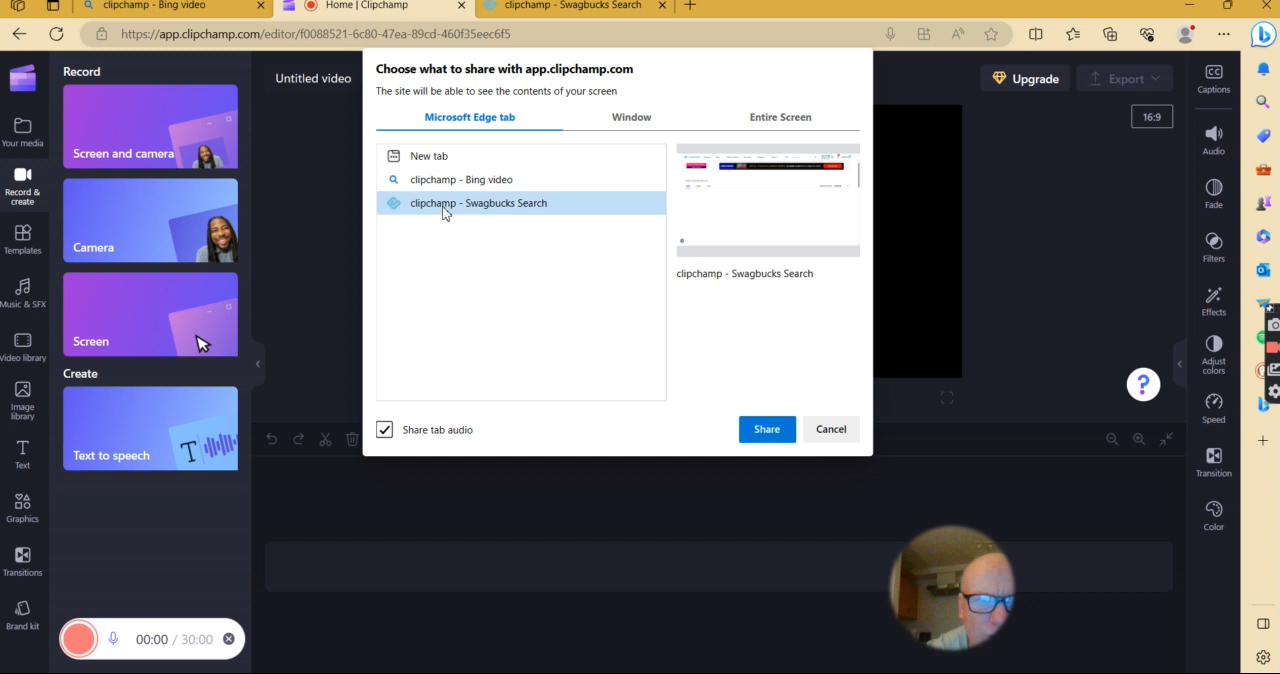 clipchamp - Bing video
Home | Clipchamp
clipchamp - Swagbucks Search
https://app.clipchamp.com/editor/f0088521-6c80-47ea-89cd-460f35eec6f5
Your media
Record &
create
Templates
Music & SFX
Video library
Image
library
Text
Graphics
Transitions
Brand kit
Record
Screen and camera
Camera
Screen
Create
Text to speech
T
00:00 / 30:00
Untitled video
Choose what to share with app.clipchamp.com
The site will be able to see the contents of your screen
Microsoft Edge tab
Window
Entire Screen
New tab
clipchamp - Bing video
clipchamp - Swagbucks Search
clipchamp - Swagbucks Search
Share tab audio
Share
Cancel
Upgrade
Export
16:9
?
Captions
Audio
Fade
Filters
Effects
Adjust
colors
Speed
Transition
Color